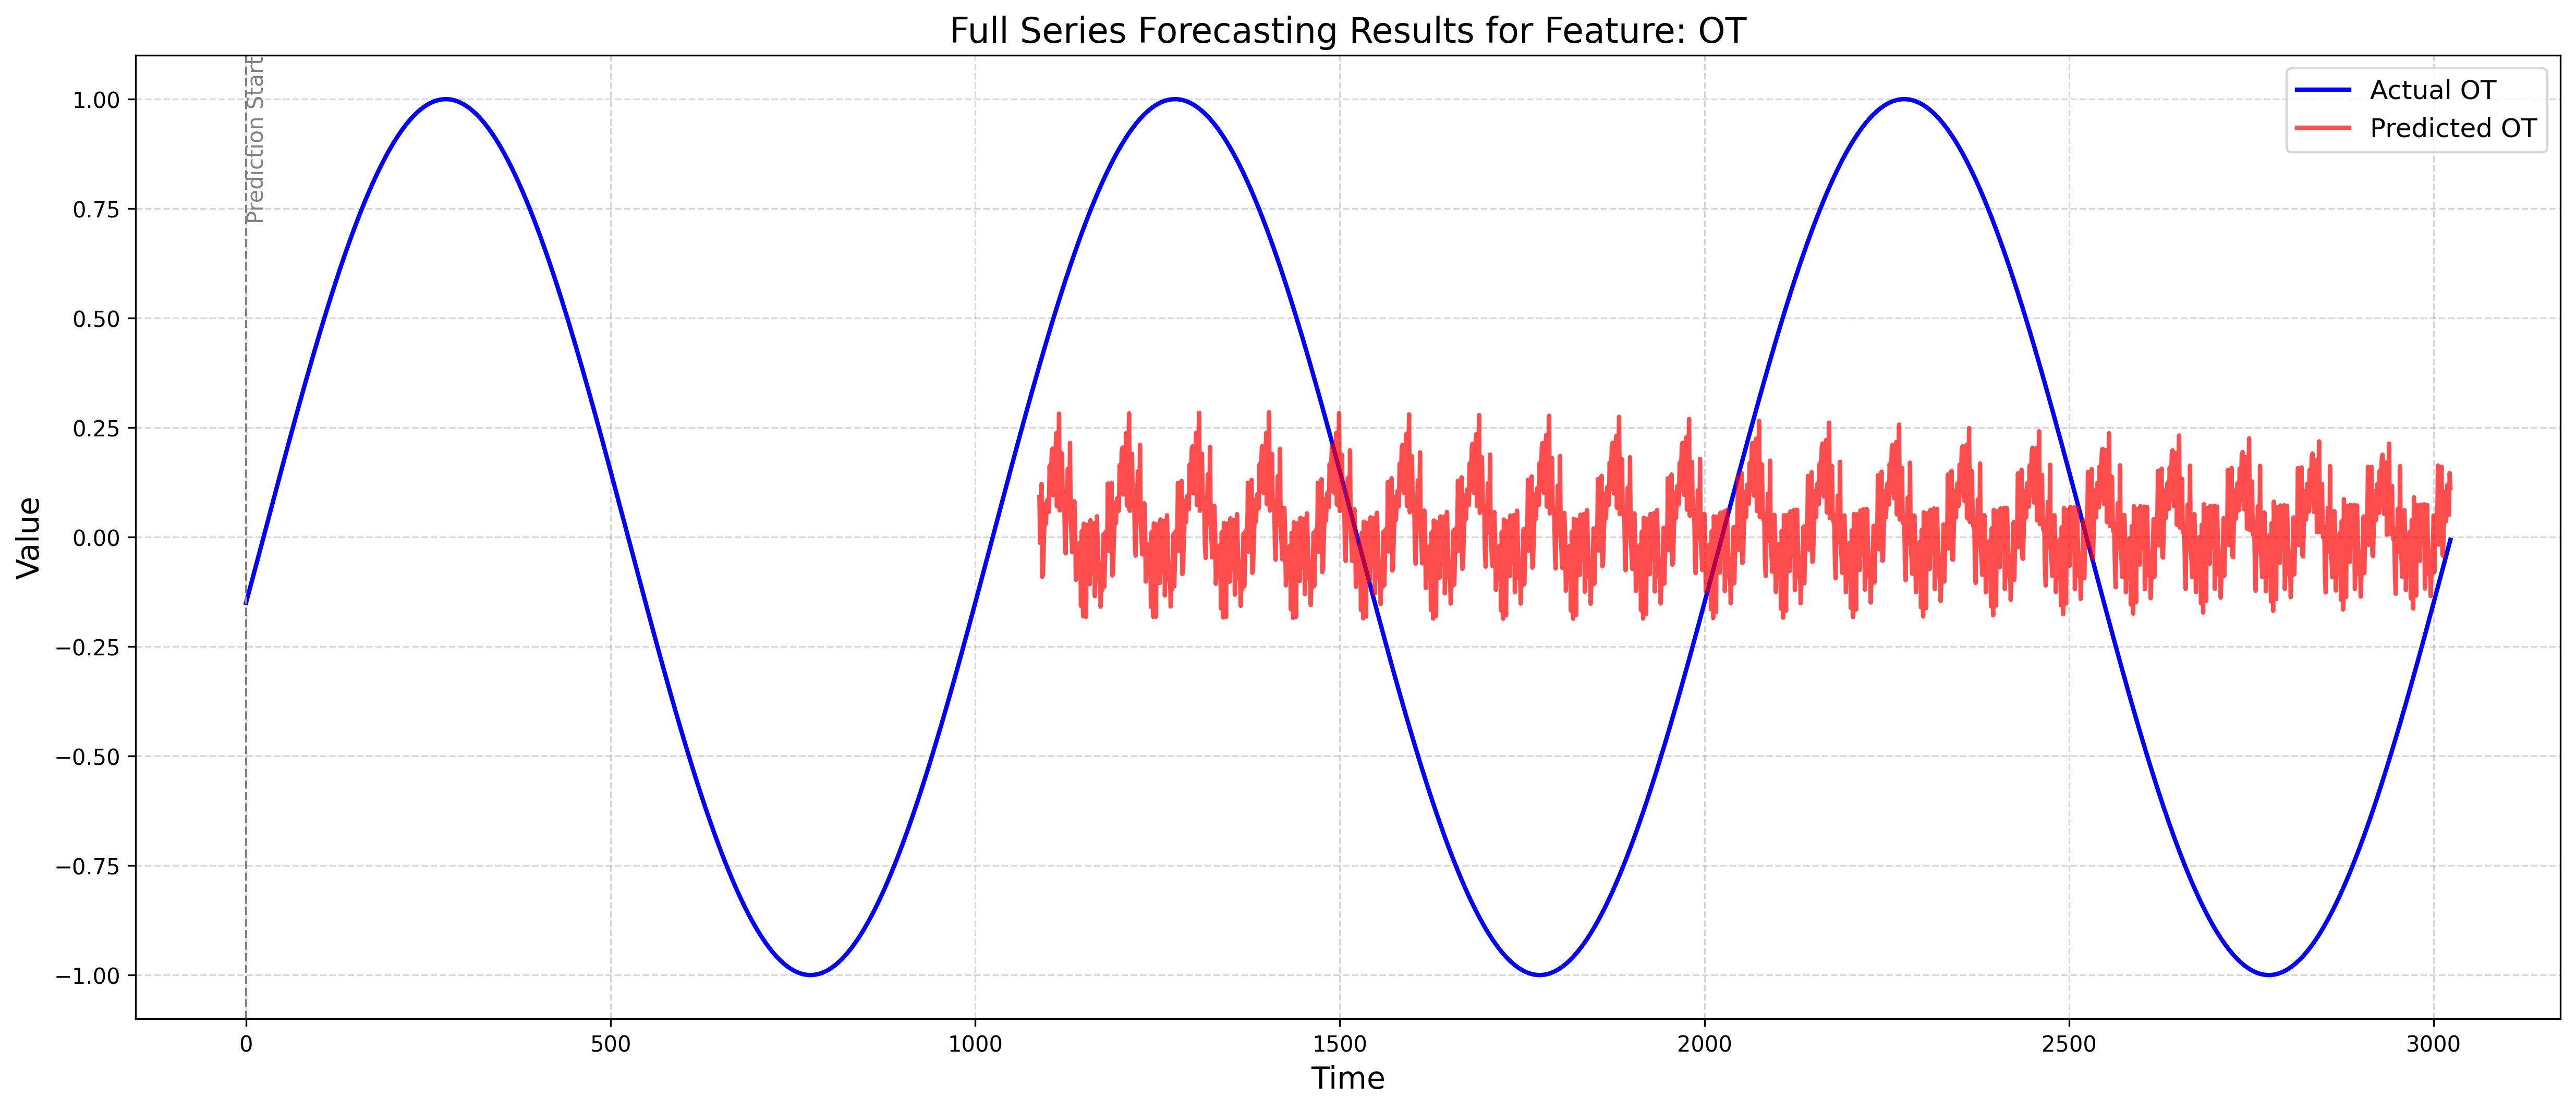 Full Series Forecasting Results for Feature: OT
Prediction Start
Actual OT
Predicted OT
Value
1.00
0.75
0.50
0.25
0.00
−0.25
−0.50
−0.75
−1.00
0
500
1000
1500
2000
2500
3000
Time